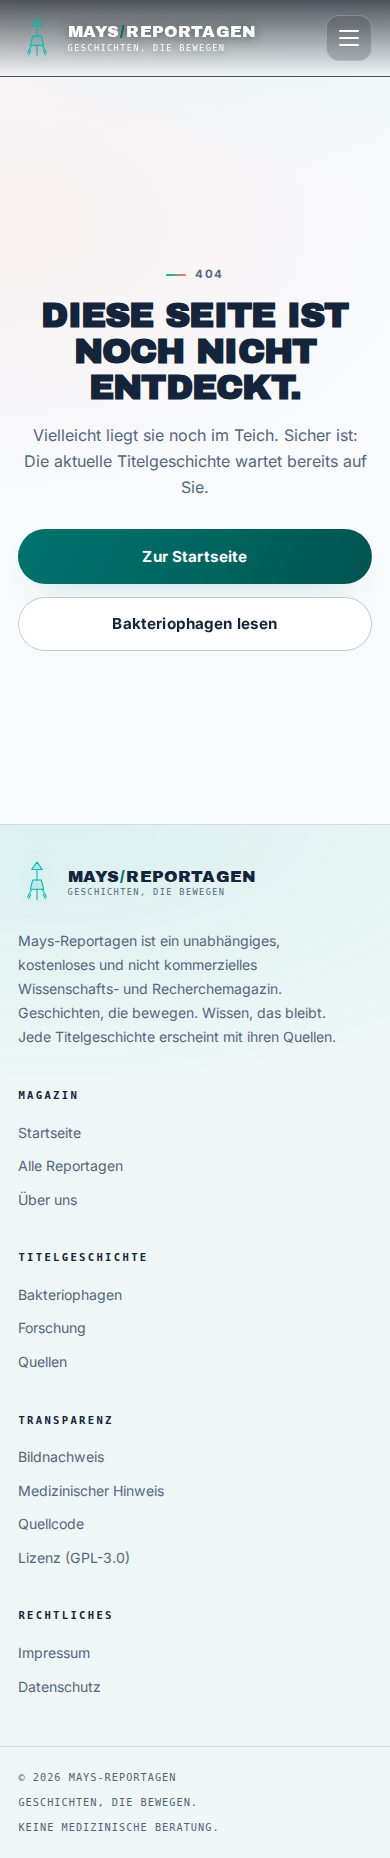 MAYS/REPORTAGEN
GESCHICHTEN, DIE BEWEGEN
404
DIESE SEITE IST
NOCH NICHT
ENTDECKT.
Vielleicht liegt sie noch im Teich. Sicher ist:
Die aktuelle Titelgeschichte wartet bereits auf
Sie.
Zur Startseite
Bakteriophagen lesen
MAYS/REPORTAGEN
GESCHICHTEN, DIE BEWEGEN
Mays-Reportagen ist ein unabhängiges,
kostenloses und nicht kommerzielles
Wissenschafts- und Recherchemagazin.
Geschichten, die bewegen. Wissen, das bleibt.
Jede Titelgeschichte erscheint mit ihren Quellen.
MAGAZIN
Startseite
Alle Reportagen
Über uns
TITELGESCHICHTE
Bakteriophagen
Forschung
Quellen
TRANSPARENZ
Bildnachweis
Medizinischer Hinweis
Quellcode
Lizenz (GPL-3.0)
RECHTLICHES
Impressum
Datenschutz
© 2026 MAYS-REPORTAGEN
GESCHICHTEN, DIE BEWEGEN.
KEINE MEDIZINISCHE BERATUNG.